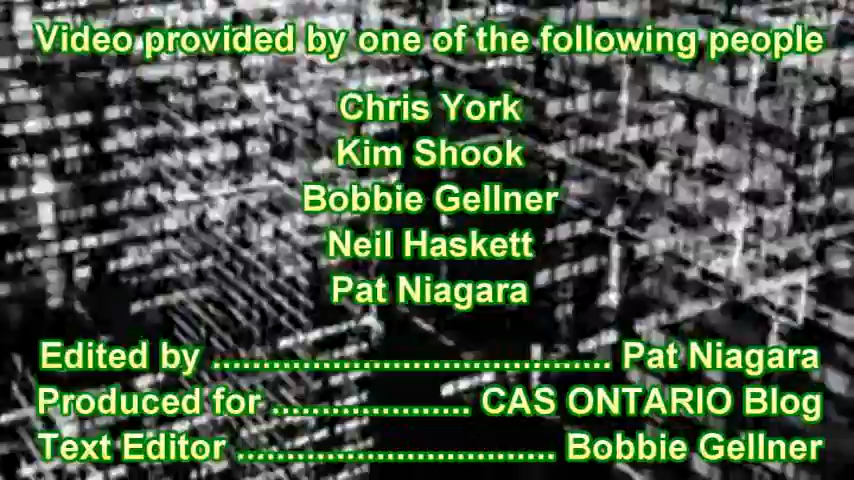 Video provided by one of the following people
Chris York
Kim Shook
Bobbie Gellner
Neil Haskett
Pat Niagara
Edited by ....................................... Pat Niagara
Produced for .................... CAS ONTARIO Blog
Text Editor ................................ Bobbie Gellner